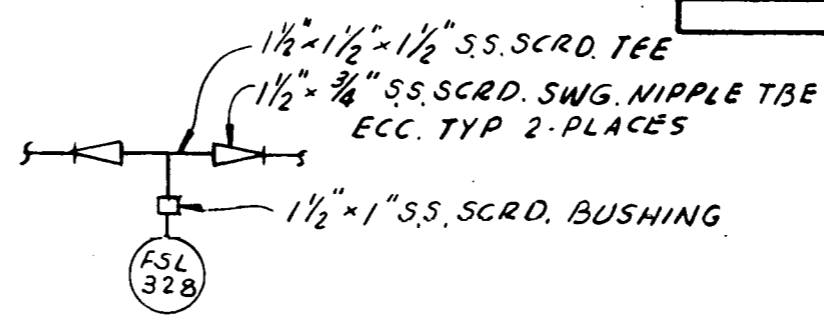 1½"×1½"×1½" S.S. SCRD. TEE
1½"× ¾" S.S. SCRD. SWG. NIPPLE TBE
ECC. TYP 2-PLACES
1½"×1" S.S. SCRD. BUSHING
FSL
328